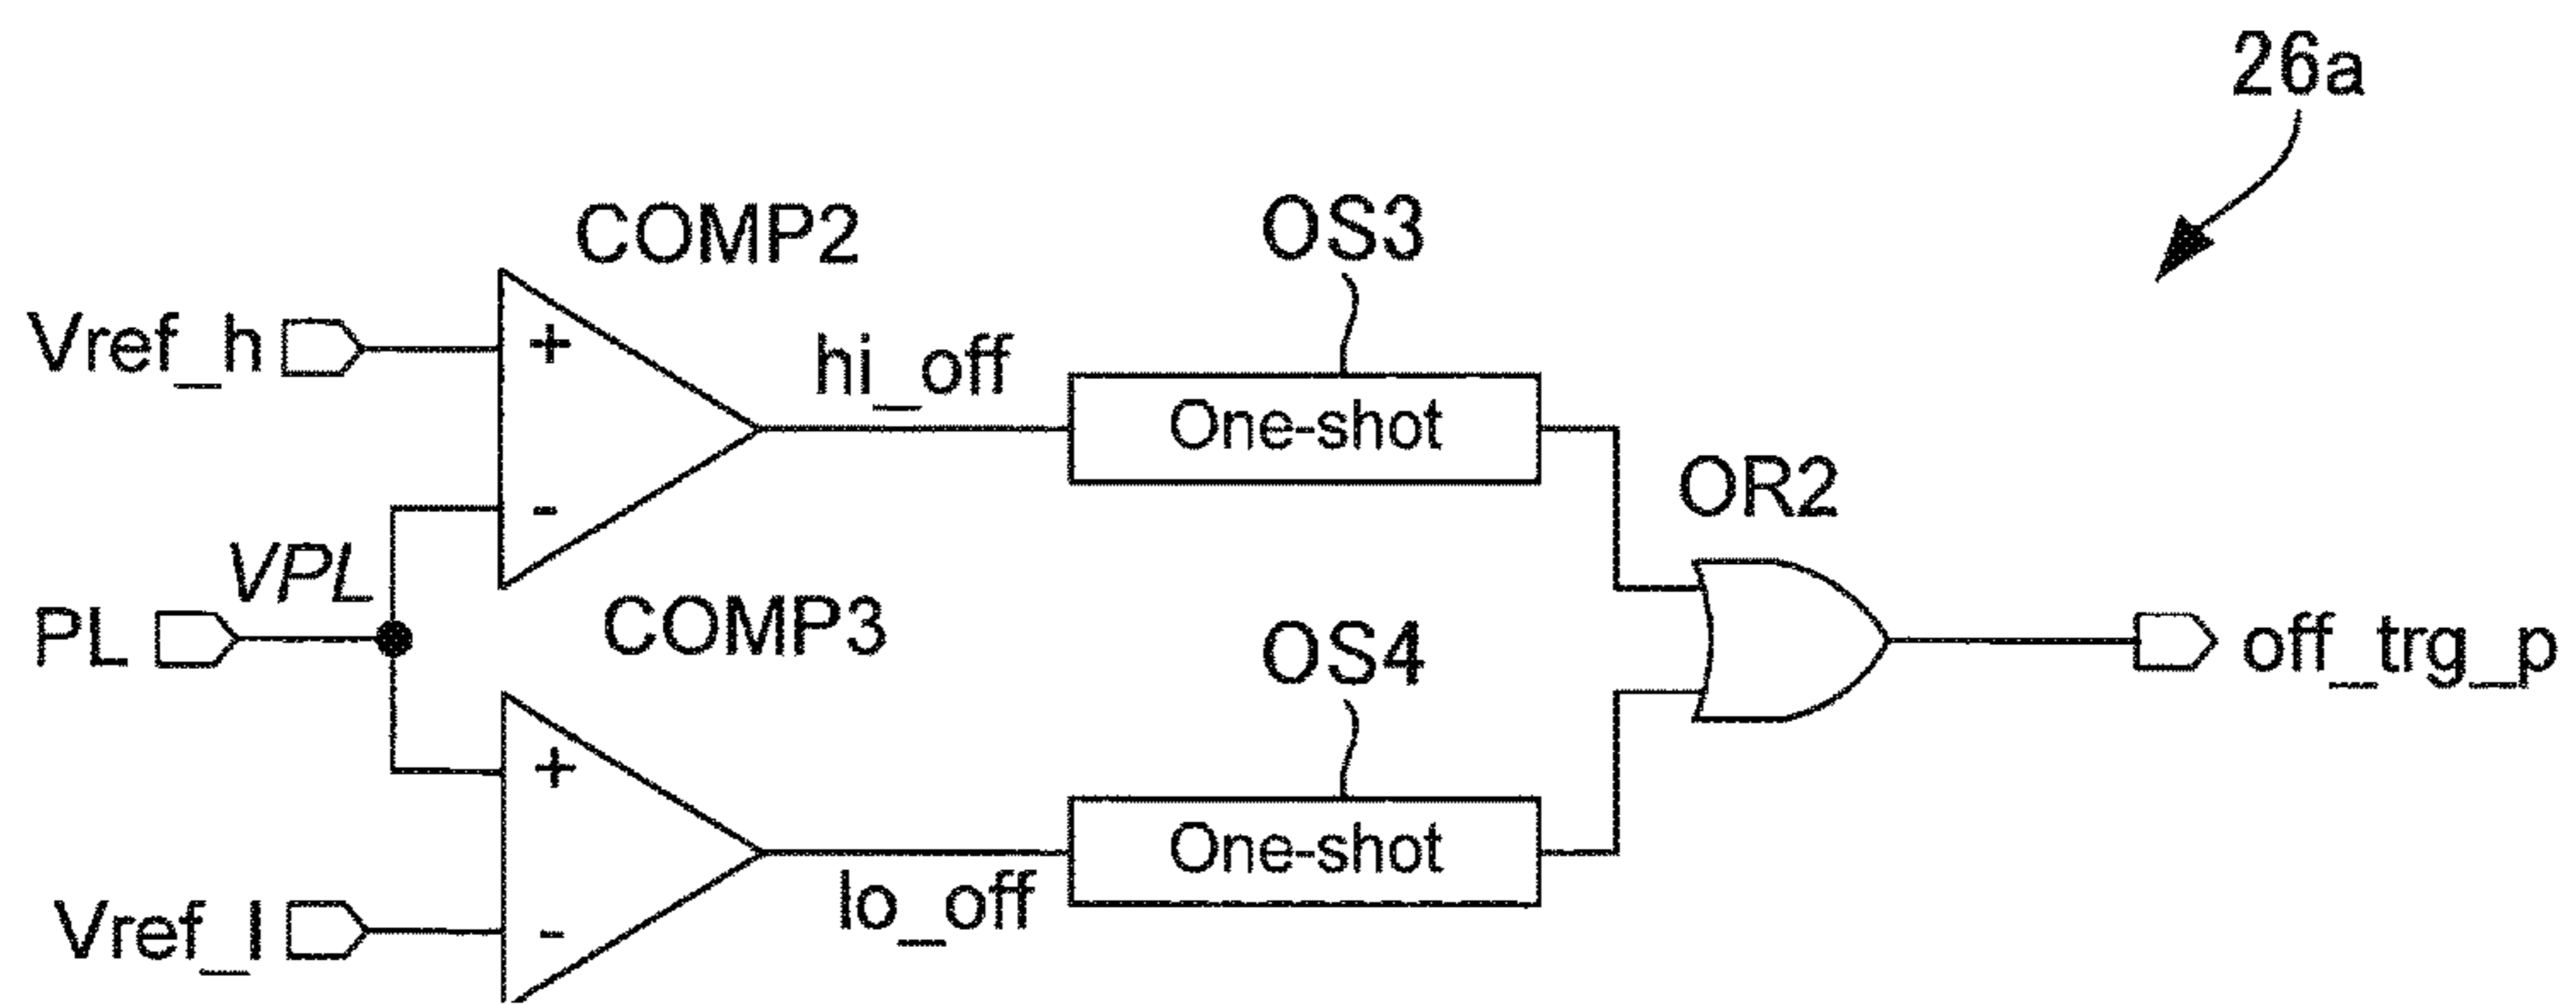 26a
COMP2
OS3
Vref_h
+
hi_off
One-shot
-
OR2
VPL
PL
COMP3
OS4
off_trg_p
+
One-shot
lo_off
Vref_l
-